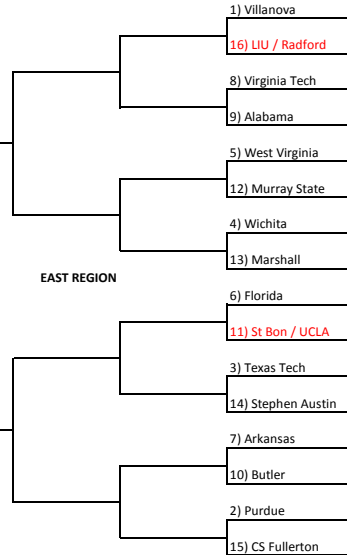 1) Villanova
16) LIU / Radford
8) Virginia Tech
9) Alabama
5) West Virginia
12) Murray State
4) Wichita
13) Marshall
EAST REGION
6) Florida
11) St Bon / UCLA
3) Texas Tech
14) Stephen Austin
7) Arkansas
10) Butler
2) Purdue
15) CS Fullerton